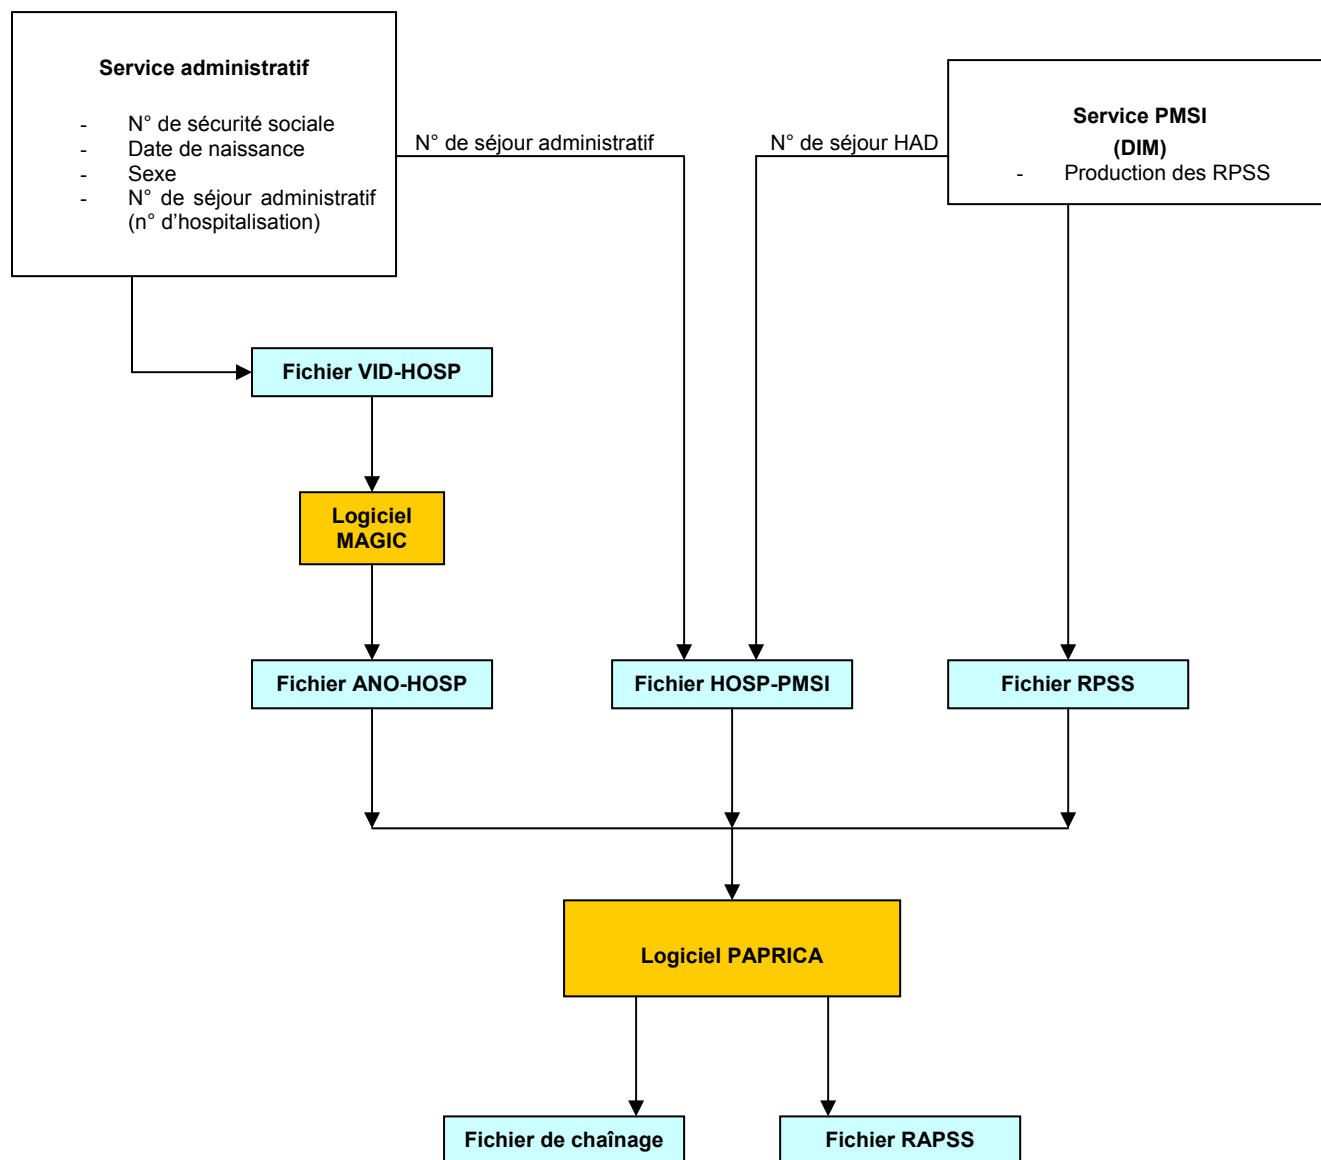 Service administratif
- N° de sécurité sociale
- Date de naissance
- Sexe
- N° de séjour administratif
(n° d'hospitalisation)
N° de séjour administratif
N° de séjour HAD
Service PMSI
(DIM)
- Production des RPSS
Fichier VID-HOSP
Logiciel
MAGIC
Fichier ANO-HOSP
Fichier HOSP-PMSI
Fichier RPSS
Logiciel PAPRICA
Fichier de chaînage
Fichier RAPSS